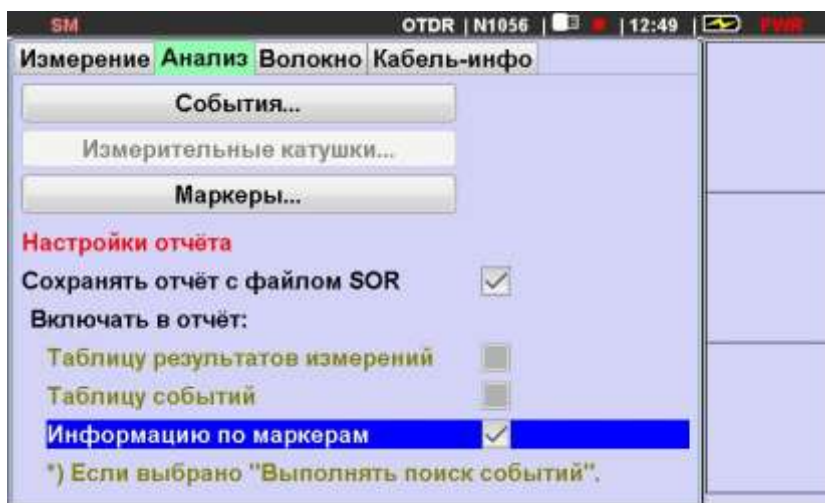 SM OTDR | N1056 | | 12:49 | PWR
Измерение Анализ Волокно Кабель-инфо
События...
Измерительные катушки...
Маркеры...
Настройки отчёта
Сохранять отчёт с файлом SOR
Включать в отчёт:
Таблицу результатов измерений
Таблицу событий
Информацию по маркерам
*) Если выбрано "Выполнять поиск событий".